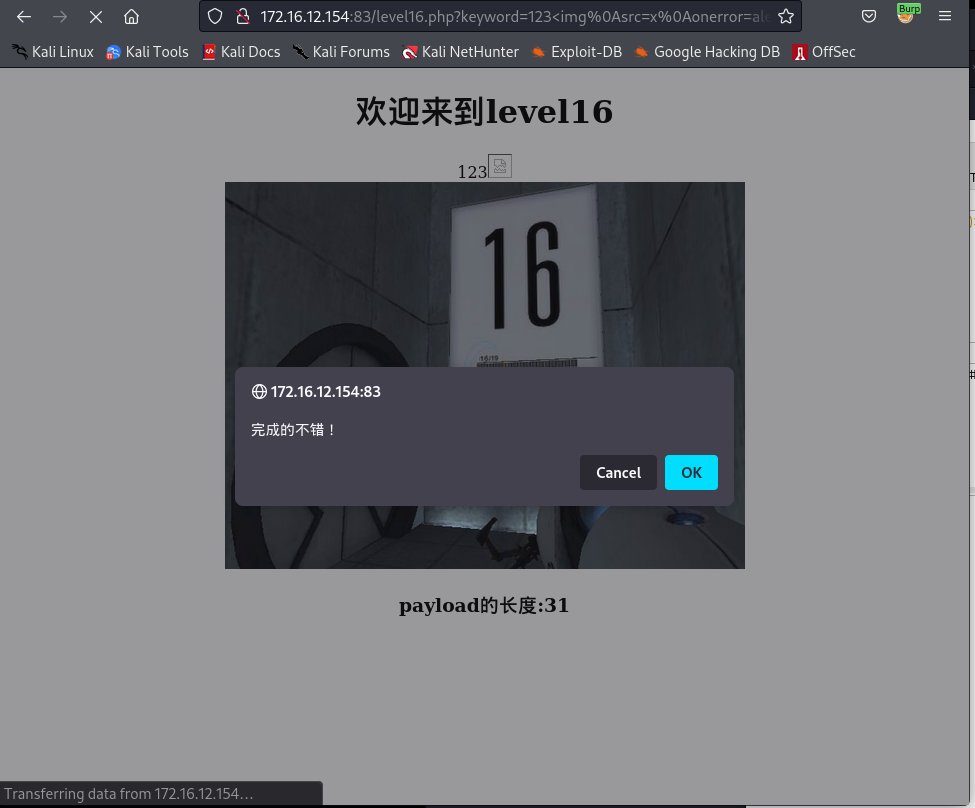 Burp
172.16.12.154:83/level16.php?keyword=123<img%0Asrc=x%0Aonerror=ale
Kali Linux Kali Tools Kali Docs Kali Forums Kali NetHunter Exploit-DB Google Hacking DB OffSec
欢迎来到level16
123
16
16/19
172.16.12.154:83
完成的不错！
Cancel OK
payload的长度:31
Transferring data from 172.16.12.154…